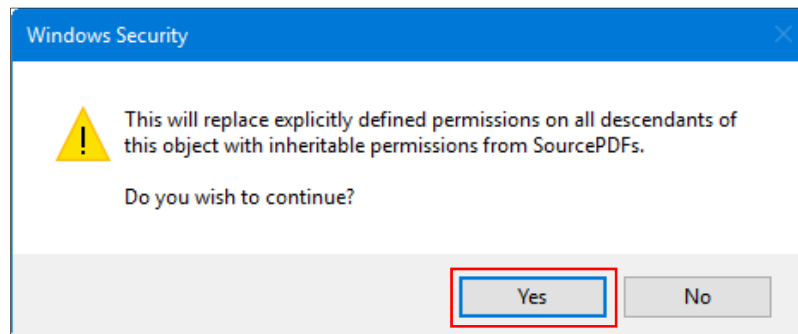 Windows Security
This will replace explicitly defined permissions on all descendants of
this object with inheritable permissions from SourcePDFs.
Do you wish to continue?
Yes
No